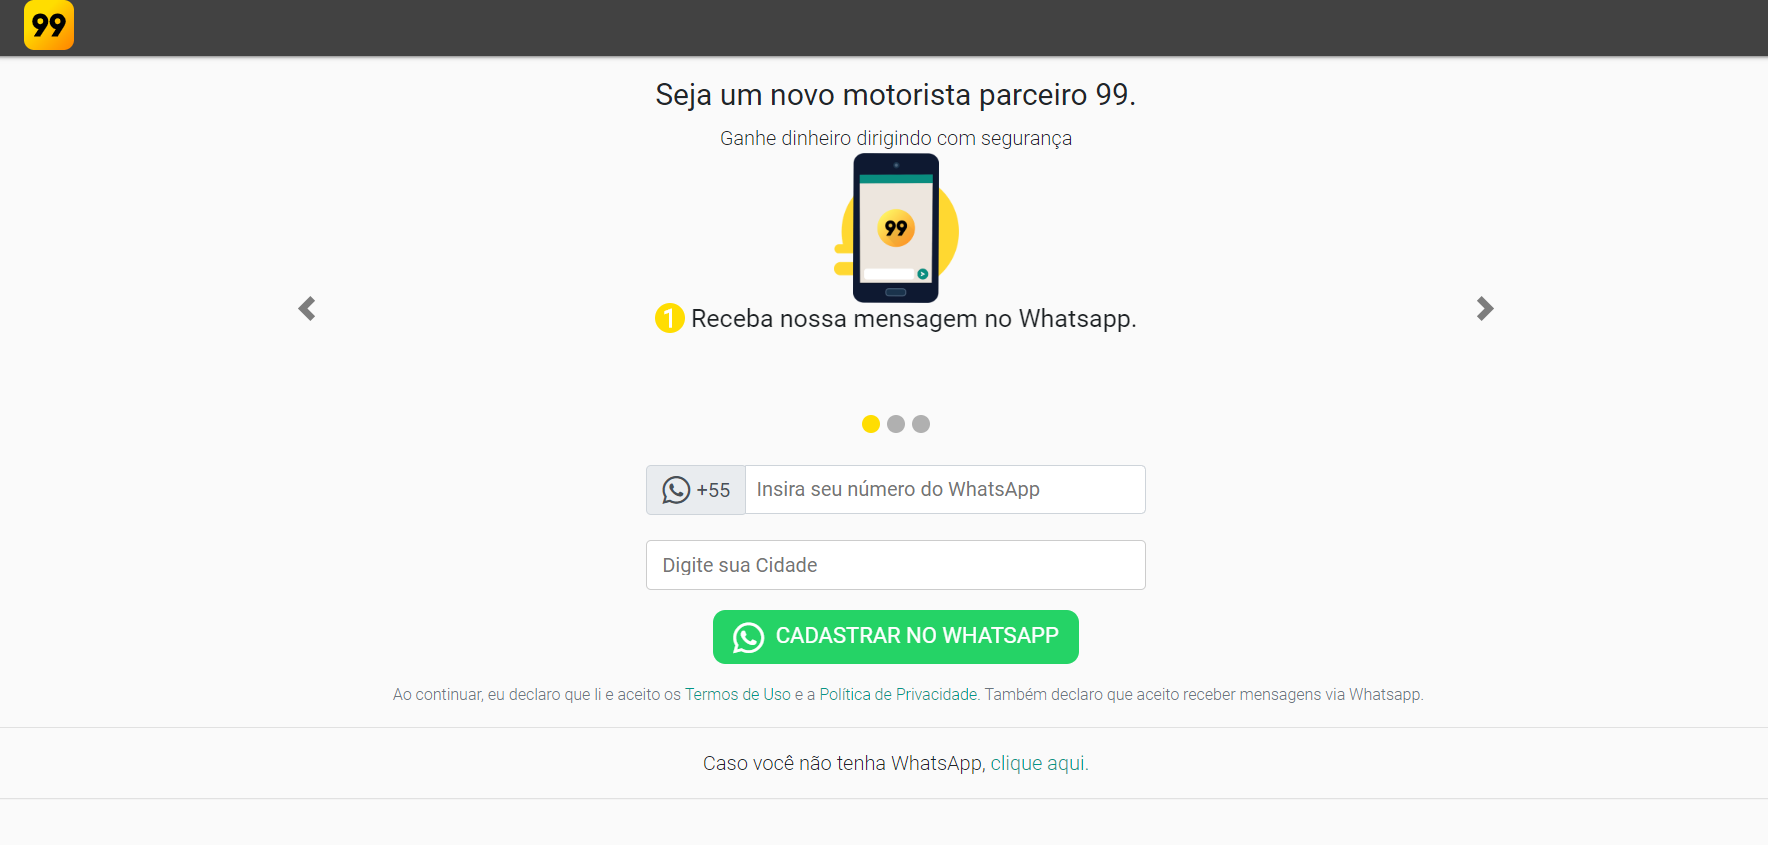 99
Seja um novo motorista parceiro 99.
Ganhe dinheiro dirigindo com segurança
99
1 Receba nossa mensagem no Whatsapp.
+55 Insira seu número do WhatsApp
Digite sua Cidade
CADASTRAR NO WHATSAPP
Ao continuar, eu declaro que li e aceito os Termos de Uso e a Política de Privacidade. Também declaro que aceito receber mensagens via Whatsapp.
Caso você não tenha WhatsApp, clique aqui.